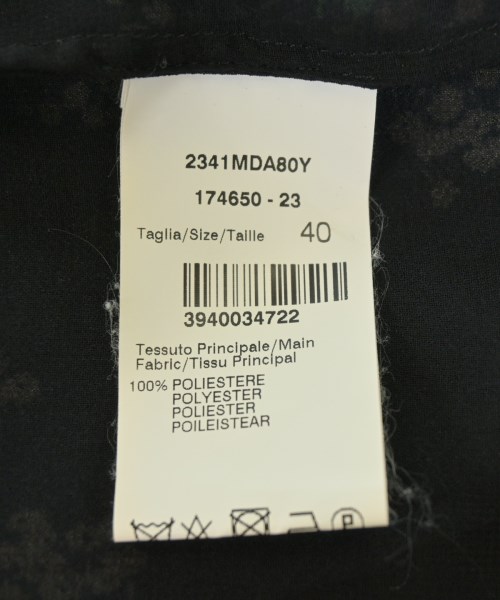 2341MDA80Y
174650 - 23
Taglia/Size/Taille 40
3940034722
Tessuto Principale/Main
Fabric/Tissu Principal
100% POLIESTERE
POLYESTER
POLIESTER
POILEISTEAR
P